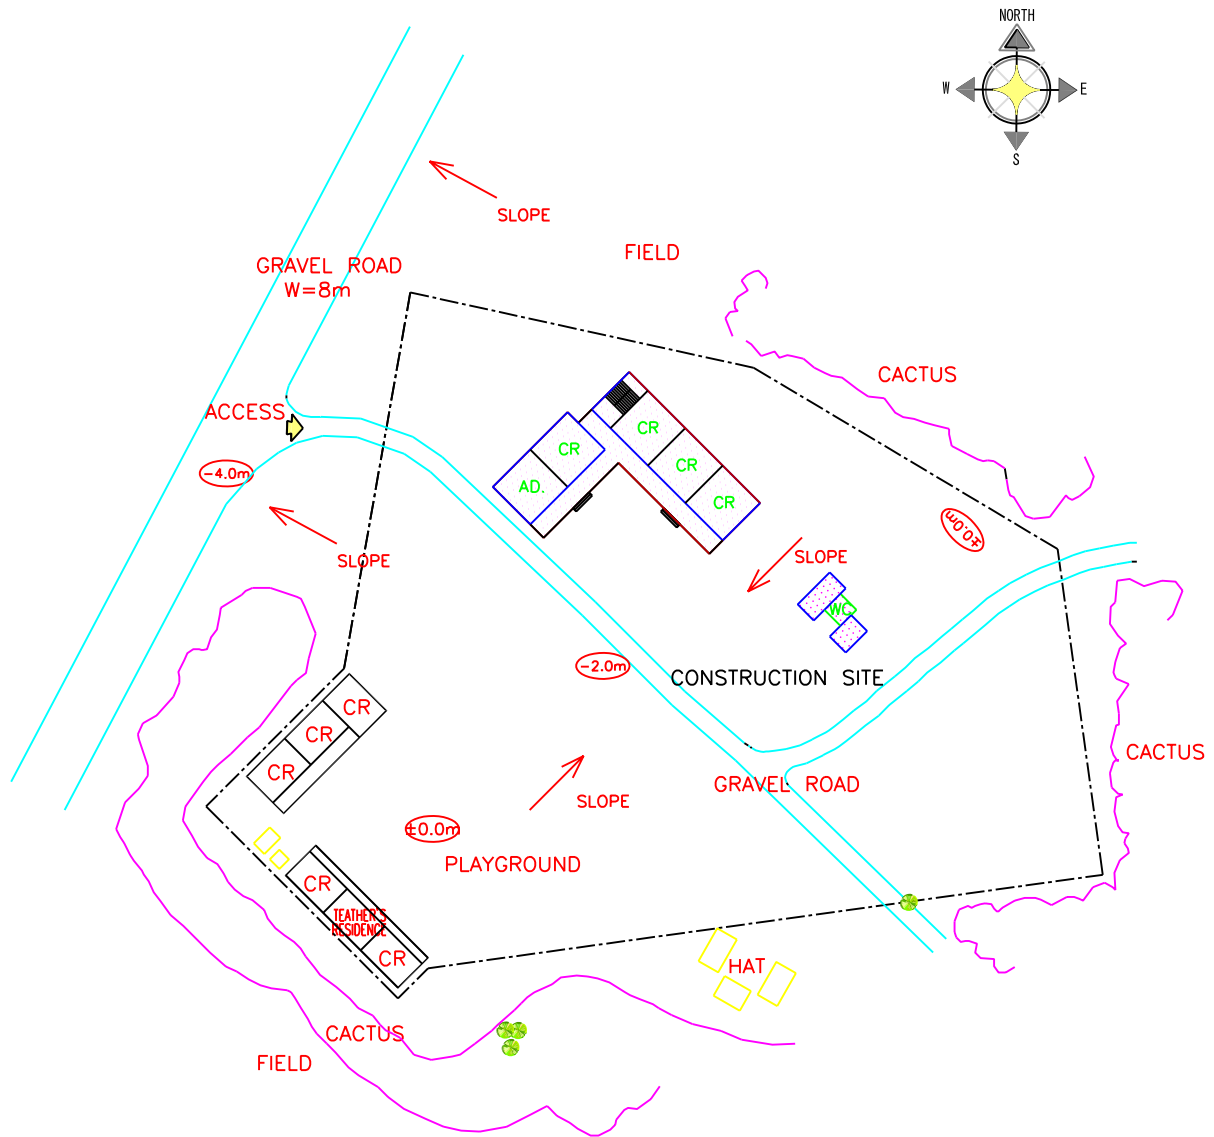 NORTH
W
E
S
SLOPE
FIELD
GRAVEL ROAD
W=8m
CACTUS
ACCESS
CR
CR
CR
CR
AD.
-4.0m
±0.0m
SLOPE
SLOPE
WC
-2.0m
CONSTRUCTION SITE
CR
CR
CR
CACTUS
GRAVEL ROAD
SLOPE
±0.0m
PLAYGROUND
CR
TEATHER'S
RESIDENCE
CR
HAT
CACTUS
FIELD